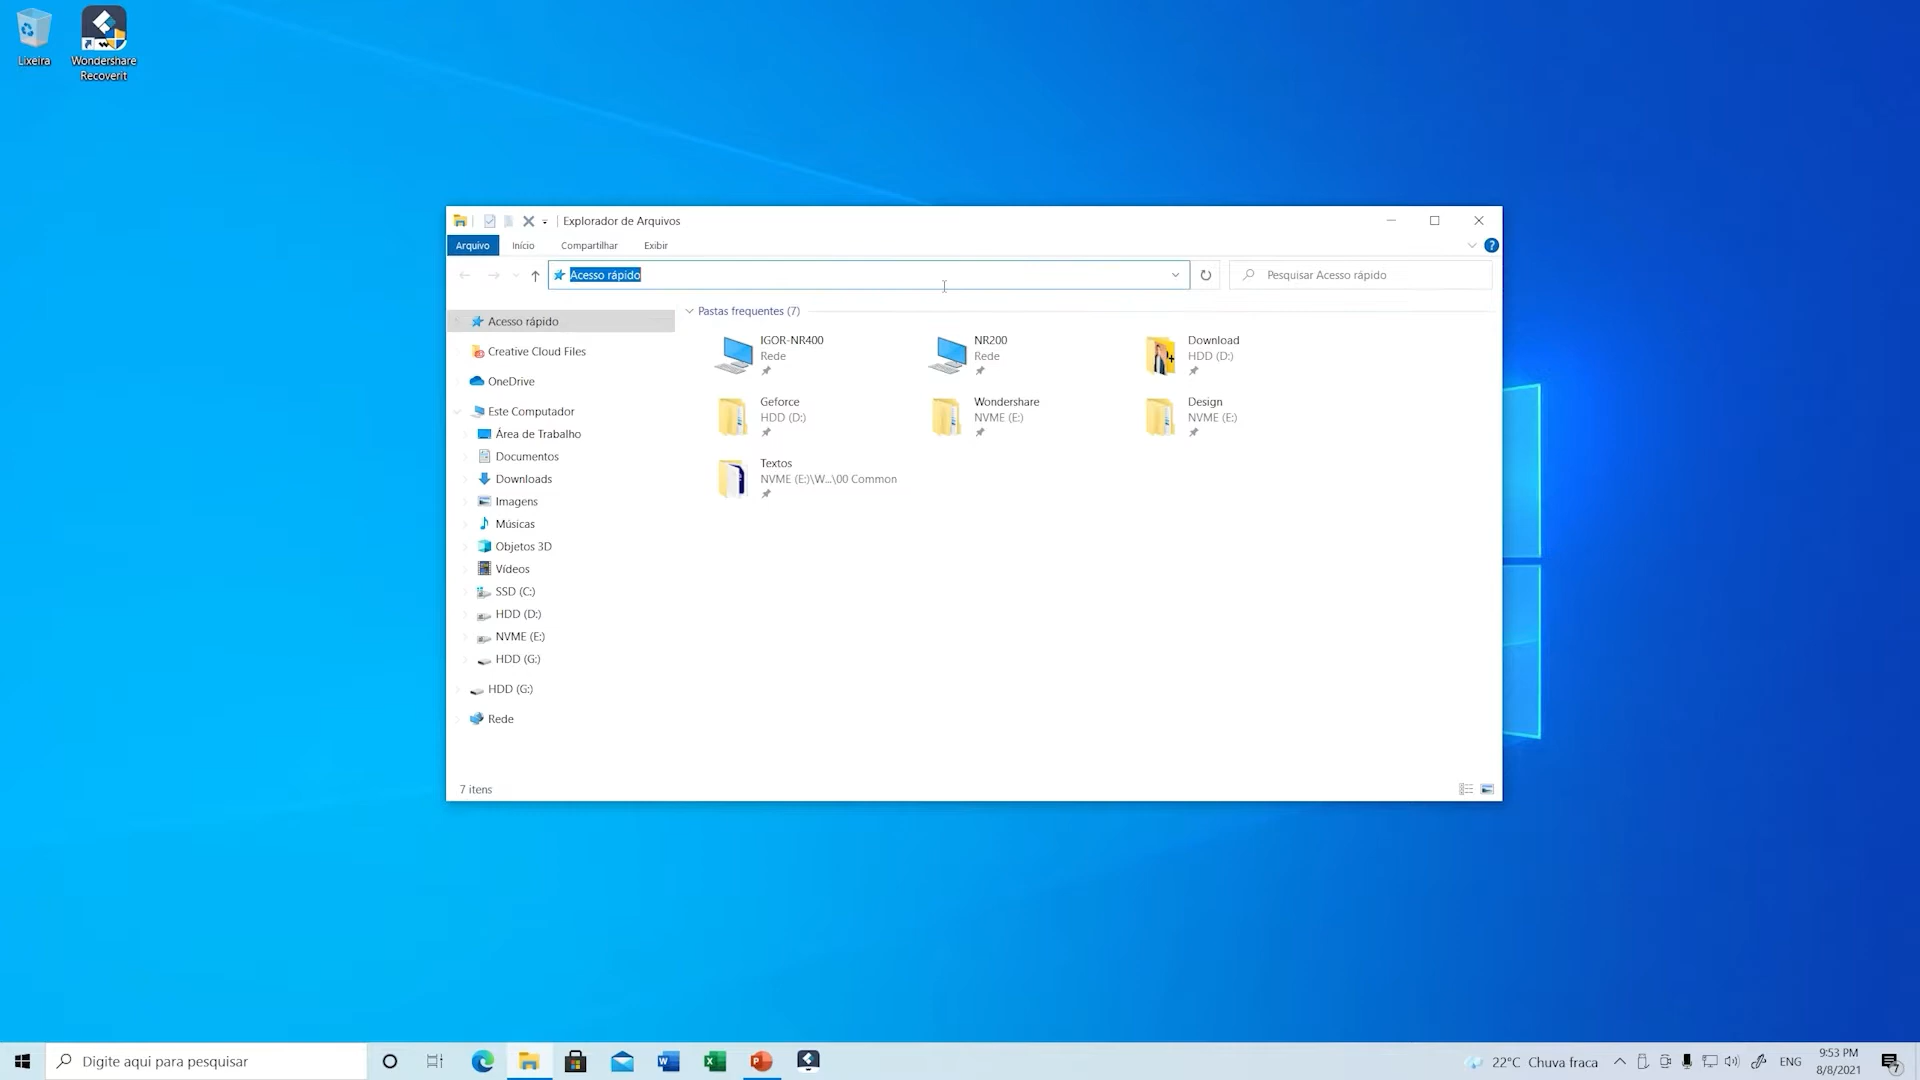 Lixeira
Wondershare
Recoverit
Explorador de Arquivos
Arquivo
Início
Compartilhar
Exibir
?
Acesso rápido
Pesquisar Acesso rápido
Acesso rápido
Creative Cloud Files
OneDrive
Este Computador
Área de Trabalho
Documentos
Downloads
Imagens
Músicas
Objetos 3D
Vídeos
SSD (C:)
HDD (D:)
NVME (E:)
HDD (G:)
HDD (G:)
Rede
Pastas frequentes (7)
IGOR-NR400
Rede
NR200
Rede
Download
HDD (D:)
Geforce
HDD (D:)
Wondershare
NVME (E:)
Design
NVME (E:)
Textos
NVME (E:)\W...\00 Common
7 itens
Digite aqui para pesquisar
22°C Chuva fraca
ENG
9:53 PM
8/8/2021
7